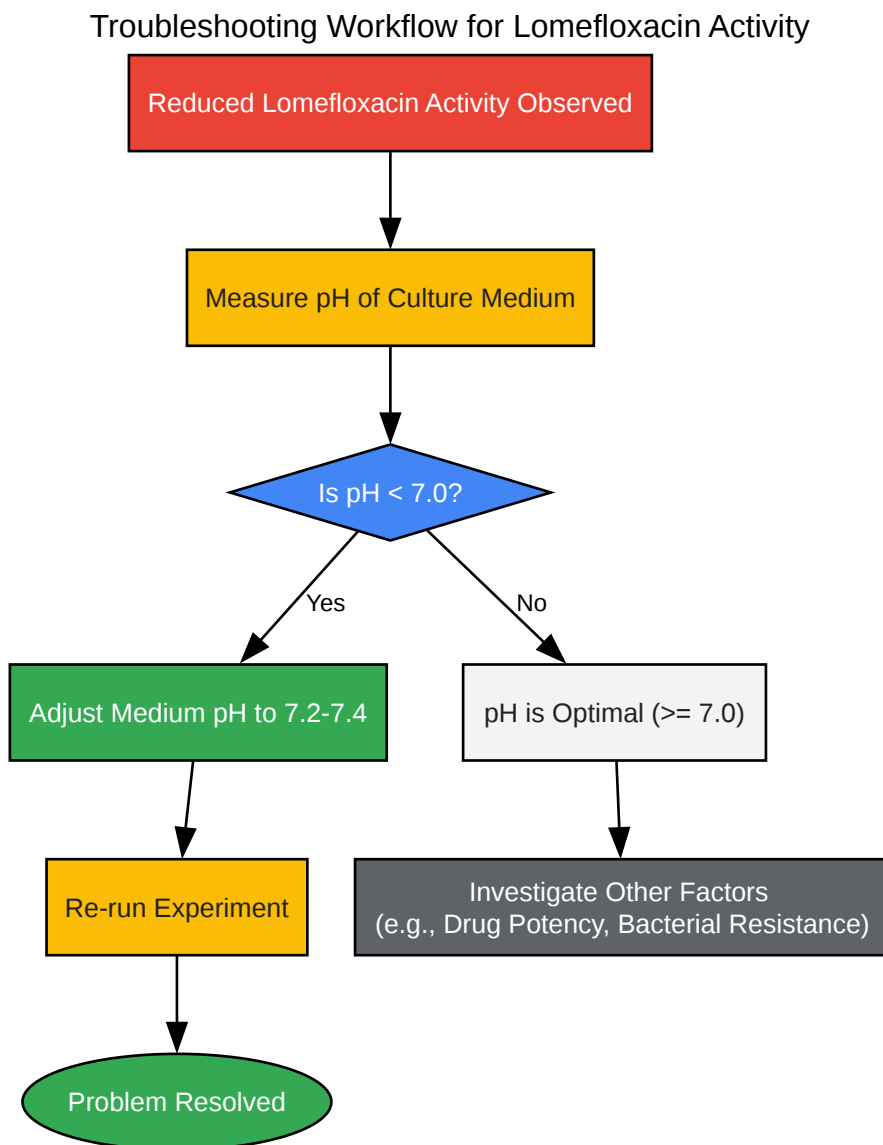 Troubleshooting Workflow for Lomefloxacin Activity
Reduced Lomefloxacin Activity Observed
Measure pH of Culture Medium
Is pH < 7.0?
Yes
No
Adjust Medium pH to 7.2-7.4
pH is Optimal (>= 7.0)
Re-run Experiment
Investigate Other Factors
(e.g., Drug Potency, Bacterial Resistance)
Problem Resolved